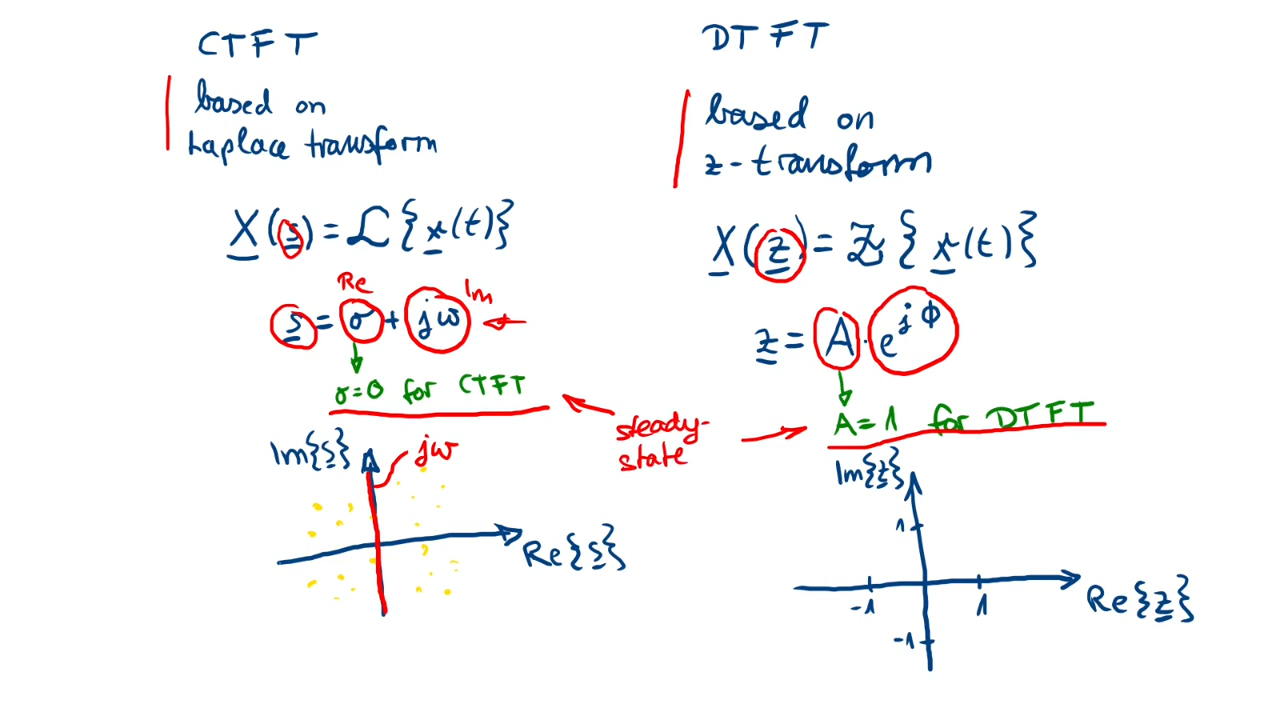 CTFT
based on
Laplace transform
X(s) = ℒ{x(t)}
Re
Im
s = σ + jω
σ=0 for CTFT
Im{s}
jω
Re{s}
steady-
state
DTFT
based on
z-transform
X(z) = Z{x(t)}
z = A · e^{jΦ}
A=1 for DTFT
Im{z}
1
-1
1
Re{z}
-1